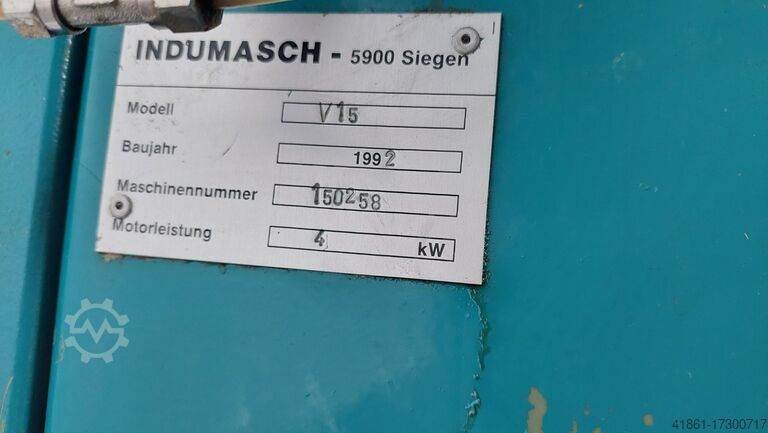 INDUMASCH - 5900 Siegen
Modell V15
Baujahr 1992
Maschinennummer 150258
Motorleistung 4 kW
41861-17300717